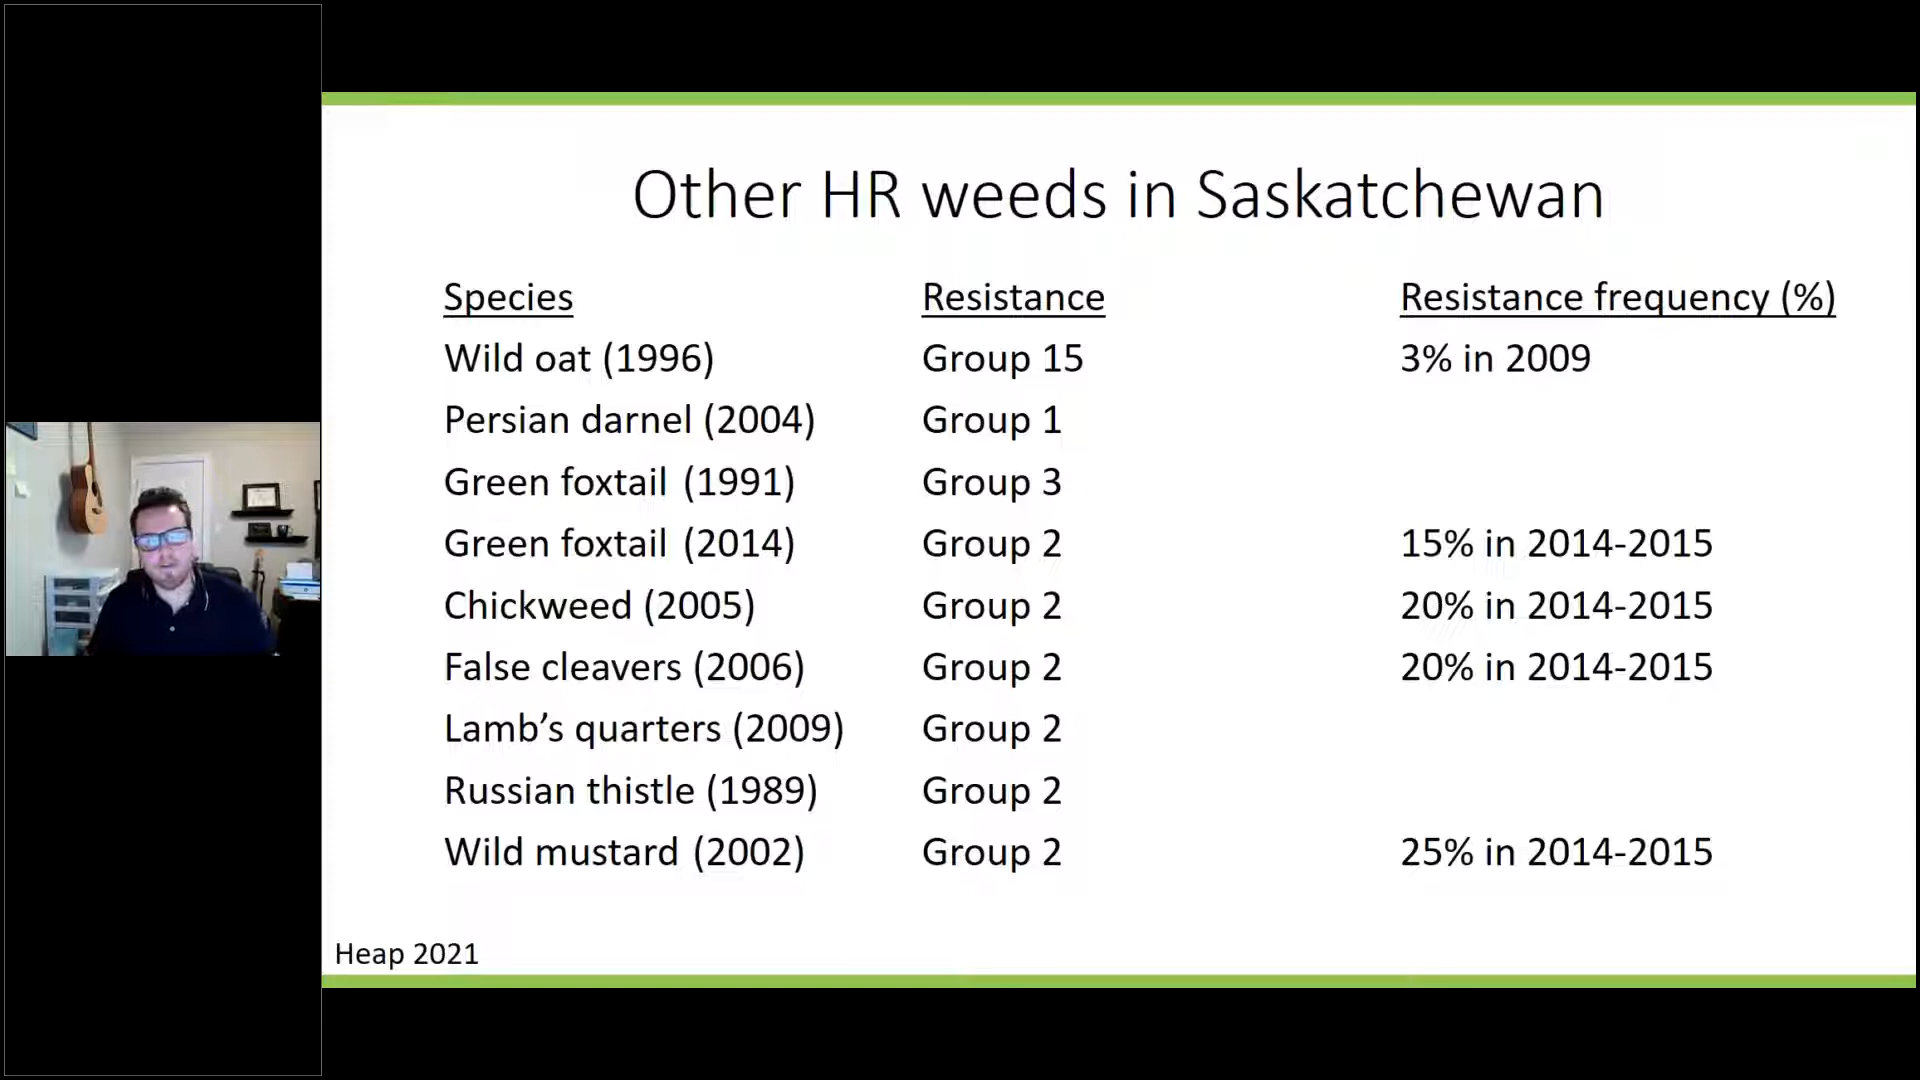 Other HR weeds in Saskatchewan
Species Resistance Resistance frequency (%)
Wild oat (1996) Group 15 3% in 2009
Persian darnel (2004) Group 1
Green foxtail (1991) Group 3
Green foxtail (2014) Group 2 15% in 2014-2015
Chickweed (2005) Group 2 20% in 2014-2015
False cleavers (2006) Group 2 20% in 2014-2015
Lamb’s quarters (2009) Group 2
Russian thistle (1989) Group 2
Wild mustard (2002) Group 2 25% in 2014-2015
Heap 2021